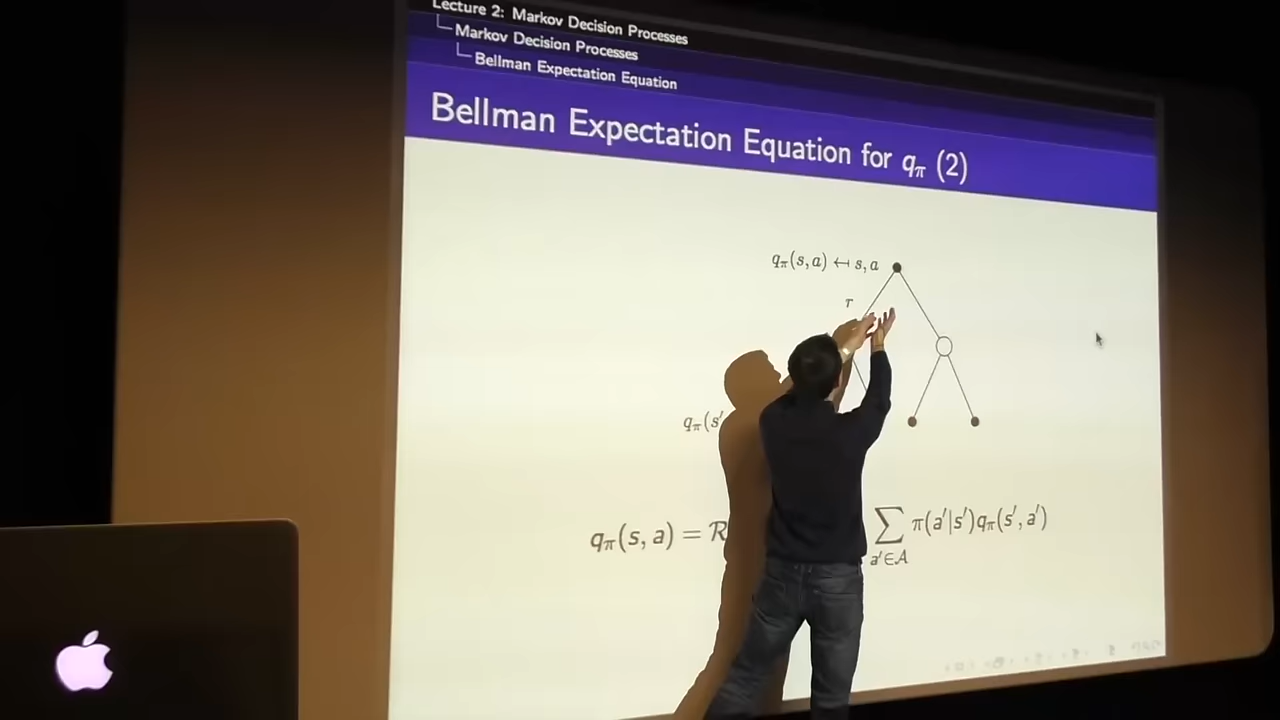 Lecture 2: Markov Decision Processes
Markov Decision Processes
Bellman Expectation Equation
Bellman Expectation Equation for qπ (2)
qπ(s, a) ↤ s, a
r
qπ(s′
qπ(s, a) = ℛ ∑ π(a′|s′)qπ(s′, a′)
a′∈𝒜